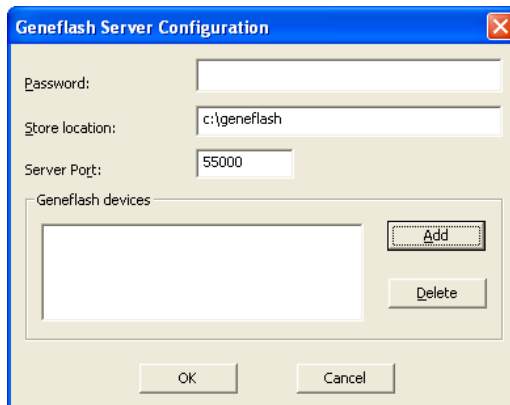 Geneflash Server Configuration
Password:
Store location: c:\geneflash
Server Port: 55000
Geneflash devices
Add
Delete
OK Cancel